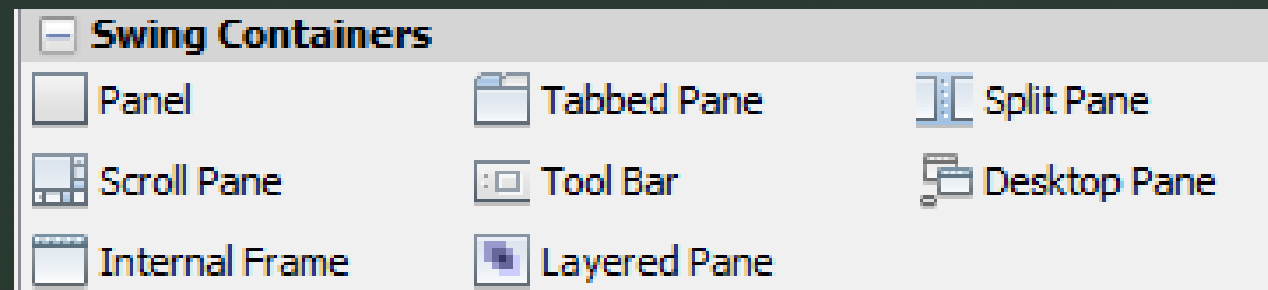 Swing Containers
Panel Tabbed Pane Split Pane
Scroll Pane Tool Bar Desktop Pane
Internal Frame Layered Pane